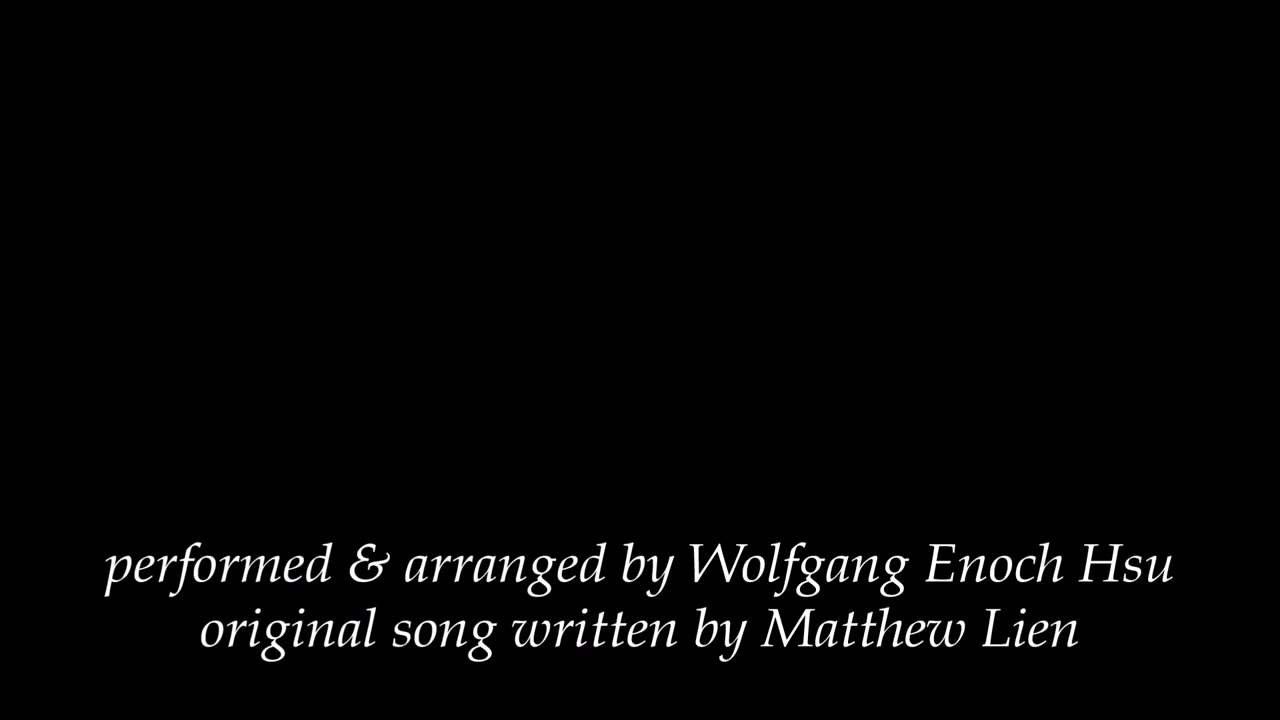 performed & arranged by Wolfgang Enoch Hsu
original song written by Matthew Lien